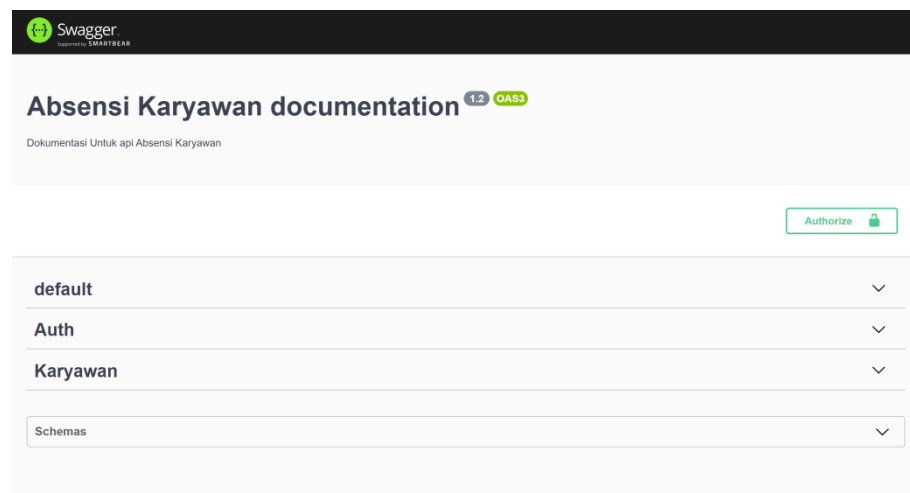 {··} Swagger.
Supported by SMARTBEAR
Absensi Karyawan documentation 1.2 OAS3
Dokumentasi Untuk api Absensi Karyawan
Authorize
default
Auth
Karyawan
Schemas